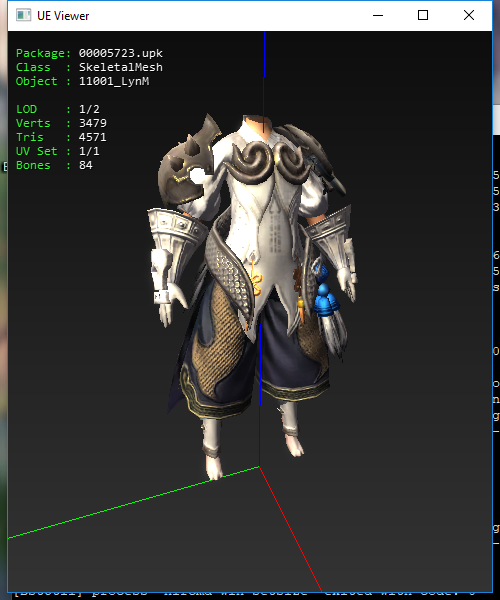 UE Viewer
Package: 00005723.upk
Class : SkeletalMesh
Object : 11001_LynM
LOD : 1/2
Verts : 3479
Tris : 4571
UV Set : 1/1
Bones : 84